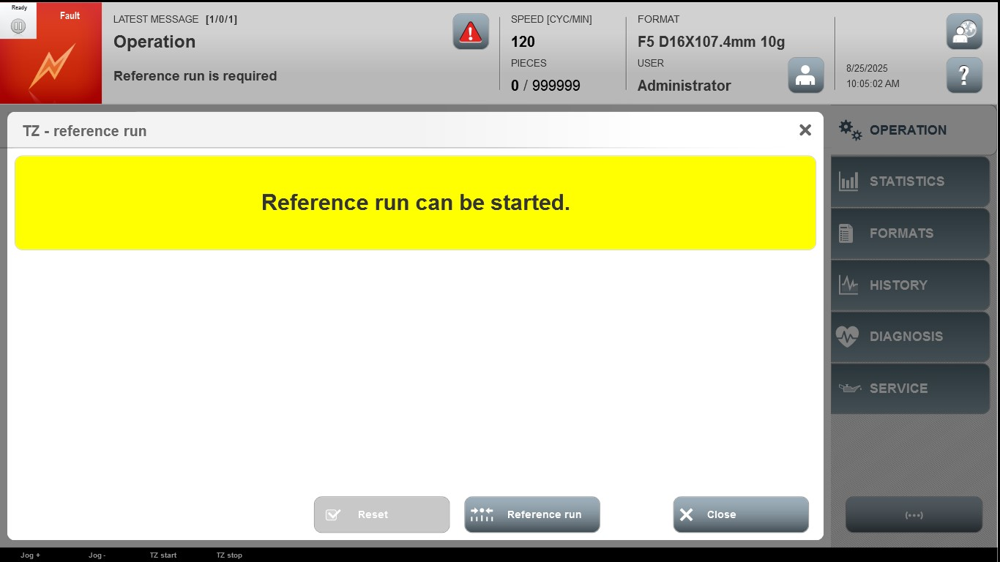 Ready
Fault
LATEST MESSAGE [1/0/1]
Operation
Reference run is required
SPEED [CYC/MIN]
120
PIECES
0 / 999999
FORMAT
F5 D16X107.4mm 10g
USER
Administrator
8/25/2025
10:05:02 AM
?
TZ - reference run
Reference run can be started.
Reset
Reference run
Close
OPERATION
STATISTICS
FORMATS
HISTORY
DIAGNOSIS
SERVICE
(...)
Jog + Jog - TZ start TZ stop